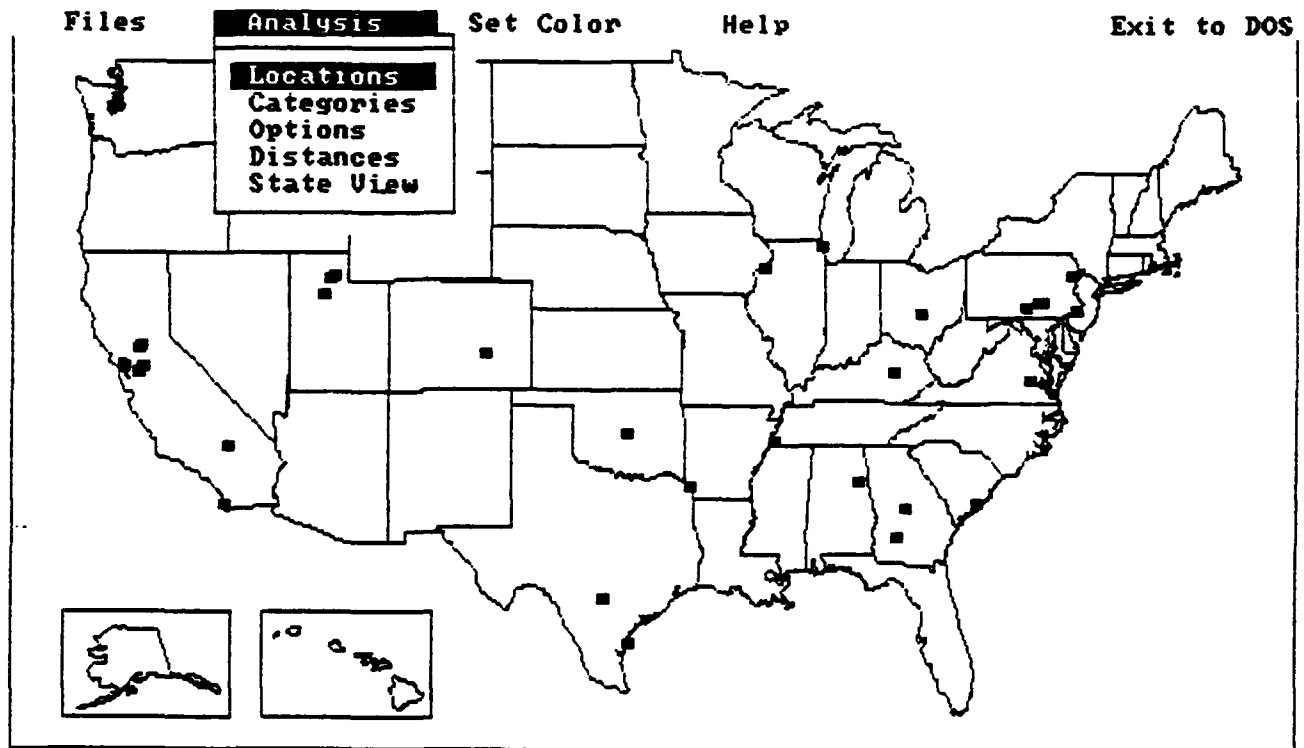 Files Analysis Set Color Help Exit to DOS
Locations
Categories
Options
Distances
State View